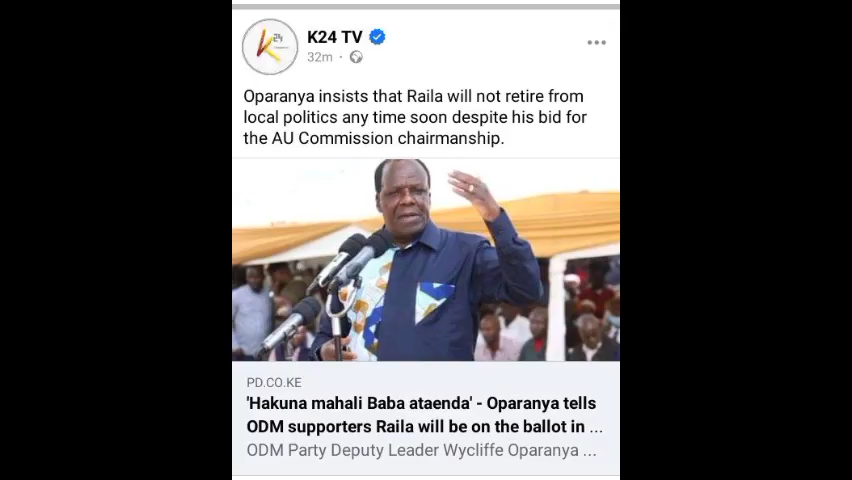 K24 TV
32m ·
Oparanya insists that Raila will not retire from
local politics any time soon despite his bid for
the AU Commission chairmanship.
PD.CO.KE
'Hakuna mahali Baba ataenda' - Oparanya tells
ODM supporters Raila will be on the ballot in ...
ODM Party Deputy Leader Wycliffe Oparanya ...